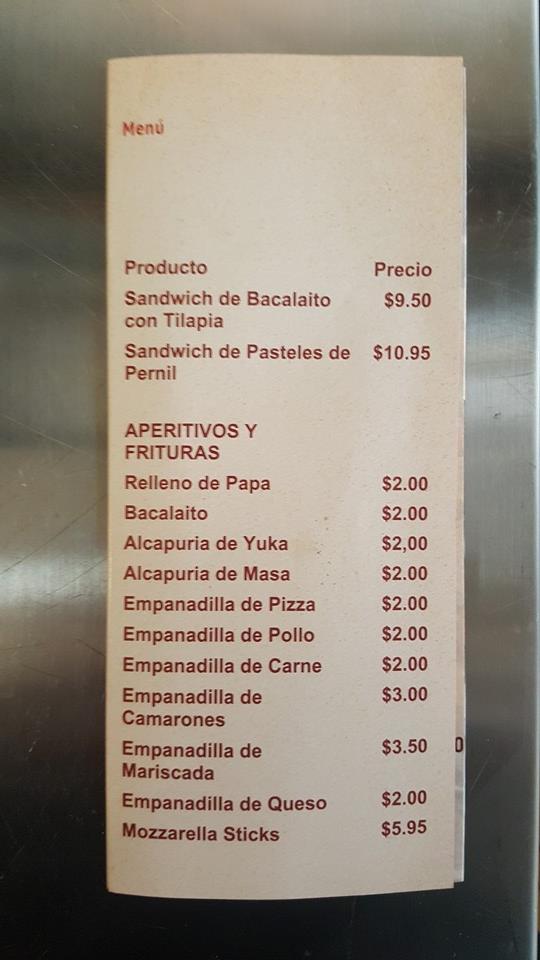 Menú
Producto Precio
Sandwich de Bacalaito $9.50
con Tilapia
Sandwich de Pasteles de $10.95
Pernil
APERITIVOS Y
FRITURAS
Relleno de Papa $2.00
Bacalaito $2.00
Alcapuria de Yuka $2,00
Alcapuria de Masa $2.00
Empanadilla de Pizza $2.00
Empanadilla de Pollo $2.00
Empanadilla de Carne $2.00
Empanadilla de $3.00
Camarones
Empanadilla de $3.50
Mariscada
Empanadilla de Queso $2.00
Mozzarella Sticks $5.95